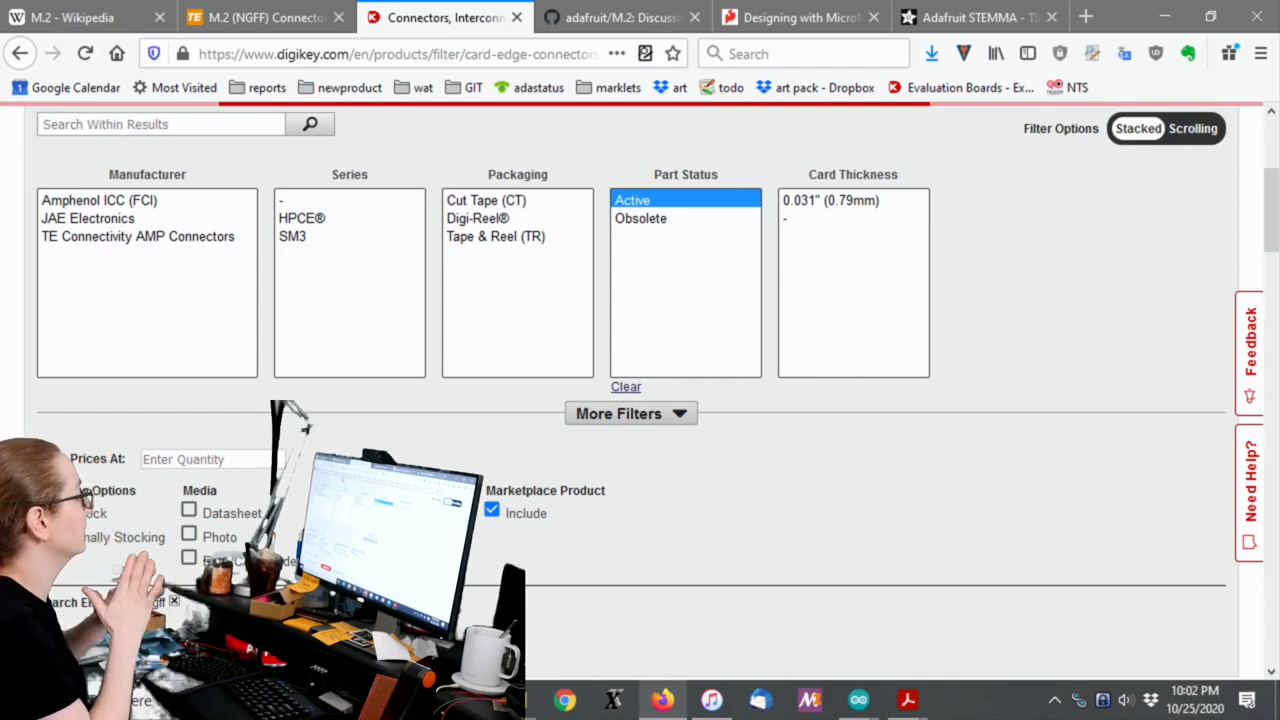 M.2 - Wikipedia
M.2 (NGFF) Connecto
Connectors, Interconn
adafruit/M.2: Discussi
Designing with Microl
Adafruit STEMMA - TS
https://www.digikey.com/en/products/filter/card-edge-connectors
Search
Google Calendar
Most Visited
reports
newproduct
wat
GIT
adastatus
marklets
art
todo
art pack - Dropbox
Evaluation Boards - Ex...
NTS
Search Within Results
Filter Options
Stacked
Scrolling
Manufacturer
Series
Packaging
Part Status
Card Thickness
Amphenol ICC (FCI)
JAE Electronics
TE Connectivity AMP Connectors
-
HPCE®
SM3
Cut Tape (CT)
Digi-Reel®
Tape & Reel (TR)
Active
Obsolete
0.031" (0.79mm)
-
Clear
More Filters
Feedback
Need Help?
Prices At:
Enter Quantity
Options
Media
Marketplace Product
ock
Datasheet
Include
nally Stocking
Photo
10:02 PM
10/25/2020